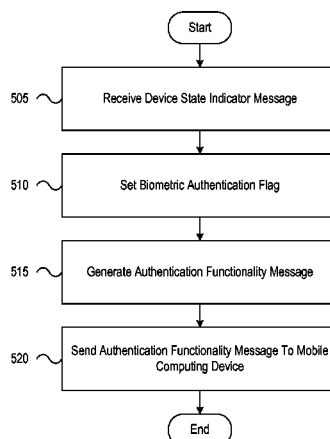 Start
505
Receive Device State Indicator Message
510
Set Biometric Authentication Flag
515
Generate Authentication Functionality Message
520
Send Authentication Functionality Message To Mobile
Computing Device
End